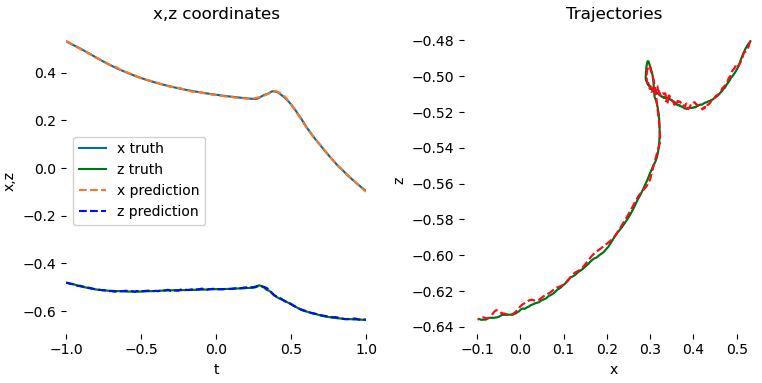 x,z coordinates
x,z
0.4
0.2
0.0
−0.2
−0.4
−0.6
x truth
z truth
x prediction
z prediction
−1.0 −0.5 0.0 0.5 1.0
t
Trajectories
z
−0.48
−0.50
−0.52
−0.54
−0.56
−0.58
−0.60
−0.62
−0.64
−0.1 0.0 0.1 0.2 0.3 0.4 0.5
x